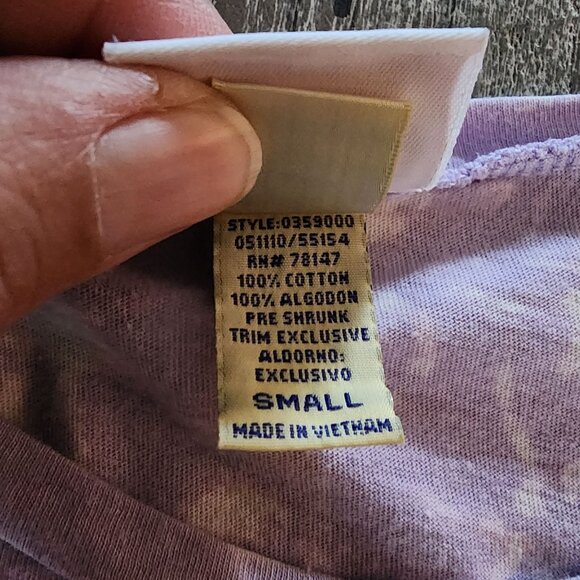 STYLE:0359000
051110/55154
RN# 78147
100% COTTON
100% ALGODON
PRE SHRUNK
TRIM EXCLUSIVE
ALDORNO:
EXCLUSIVO
SMALL
MADE IN VIETNAM